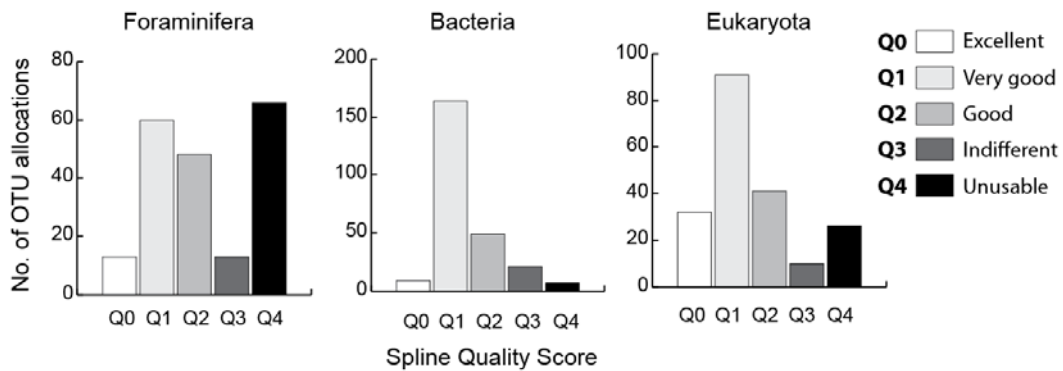 Foraminifera
Bacteria
Eukaryota
No. of OTU allocations
80
60
40
20
0
Q0 Q1 Q2 Q3 Q4
200
150
100
50
0
Q0 Q1 Q2 Q3 Q4
100
80
60
40
20
0
Q0 Q1 Q2 Q3 Q4
Spline Quality Score
Q0 Excellent
Q1 Very good
Q2 Good
Q3 Indifferent
Q4 Unusable